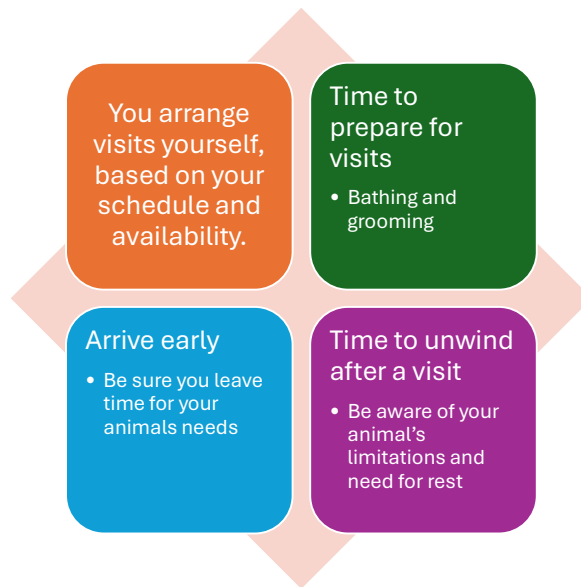 You arrange
visits yourself,
based on your
schedule and
availability.
Time to
prepare for
visits
• Bathing and
grooming
Arrive early
• Be sure you leave
time for your
animals needs
Time to unwind
after a visit
• Be aware of your
animal’s
limitations and
need for rest